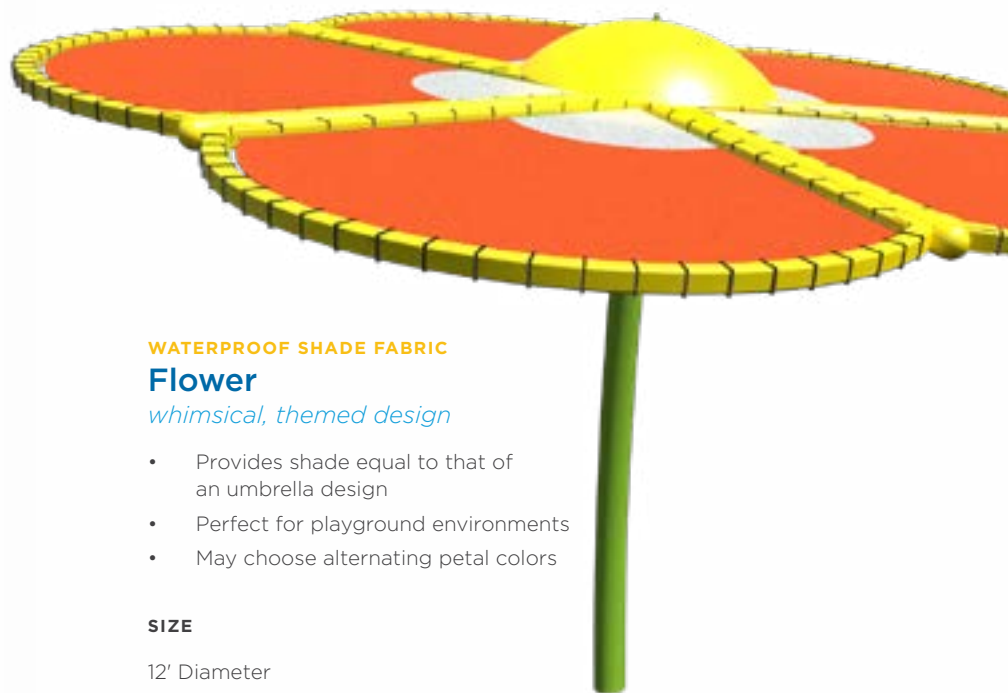 WATERPROOF SHADE FABRIC
Flower
whimsical, themed design
• Provides shade equal to that of
an umbrella design
• Perfect for playground environments
• May choose alternating petal colors
SIZE
12' Diameter